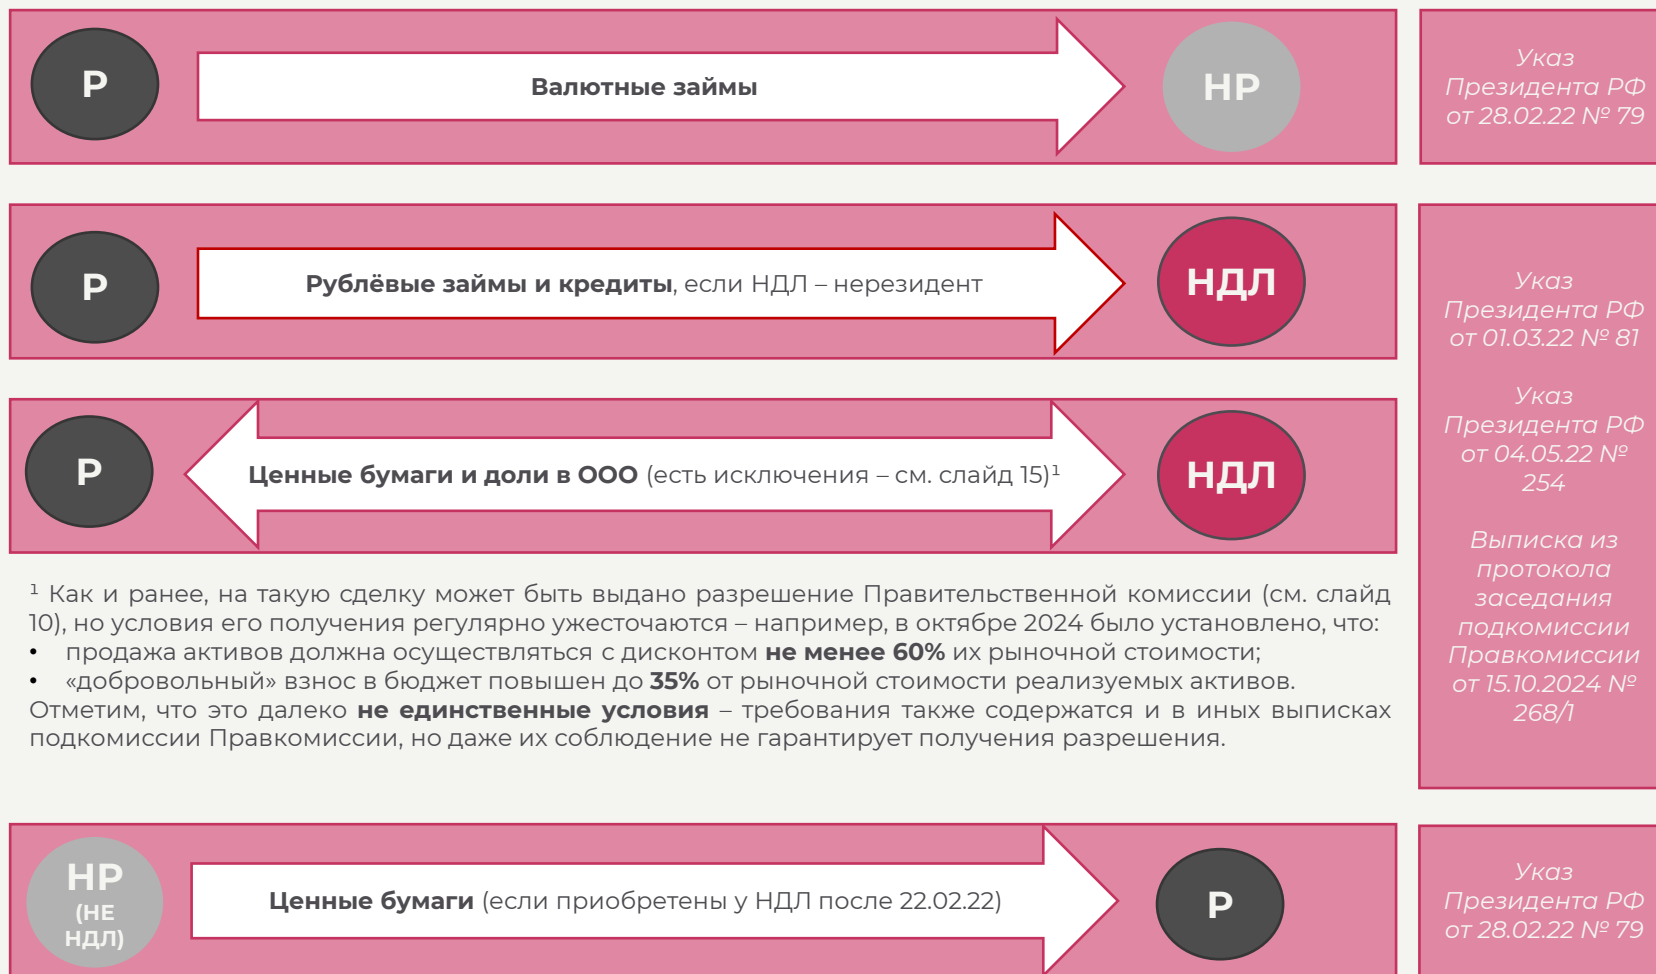 Р
Валютные займы
НР
Указ
Президента РФ
от 28.02.22 № 79
Р
Рублёвые займы и кредиты, если НДЛ – нерезидент
НДЛ
Р
Ценные бумаги и доли в ООО (есть исключения – см. слайд 15)¹
НДЛ
Указ
Президента РФ
от 01.03.22 № 81
Указ
Президента РФ
от 04.05.22 №
254
Выписка из
протокола
заседания
подкомиссии
Правкомиссии
от 15.10.2024 №
268/1
¹ Как и ранее, на такую сделку может быть выдано разрешение Правительственной комиссии (см. слайд
10), но условия его получения регулярно ужесточаются – например, в октябре 2024 было установлено, что:
• продажа активов должна осуществляться с дисконтом не менее 60% их рыночной стоимости;
• «добровольный» взнос в бюджет повышен до 35% от рыночной стоимости реализуемых активов.
Отметим, что это далеко не единственные условия – требования также содержатся и в иных выписках
подкомиссии Правкомиссии, но даже их соблюдение не гарантирует получения разрешения.
НР
(НЕ
НДЛ)
Ценные бумаги (если приобретены у НДЛ после 22.02.22)
Р
Указ
Президента РФ
от 28.02.22 № 79